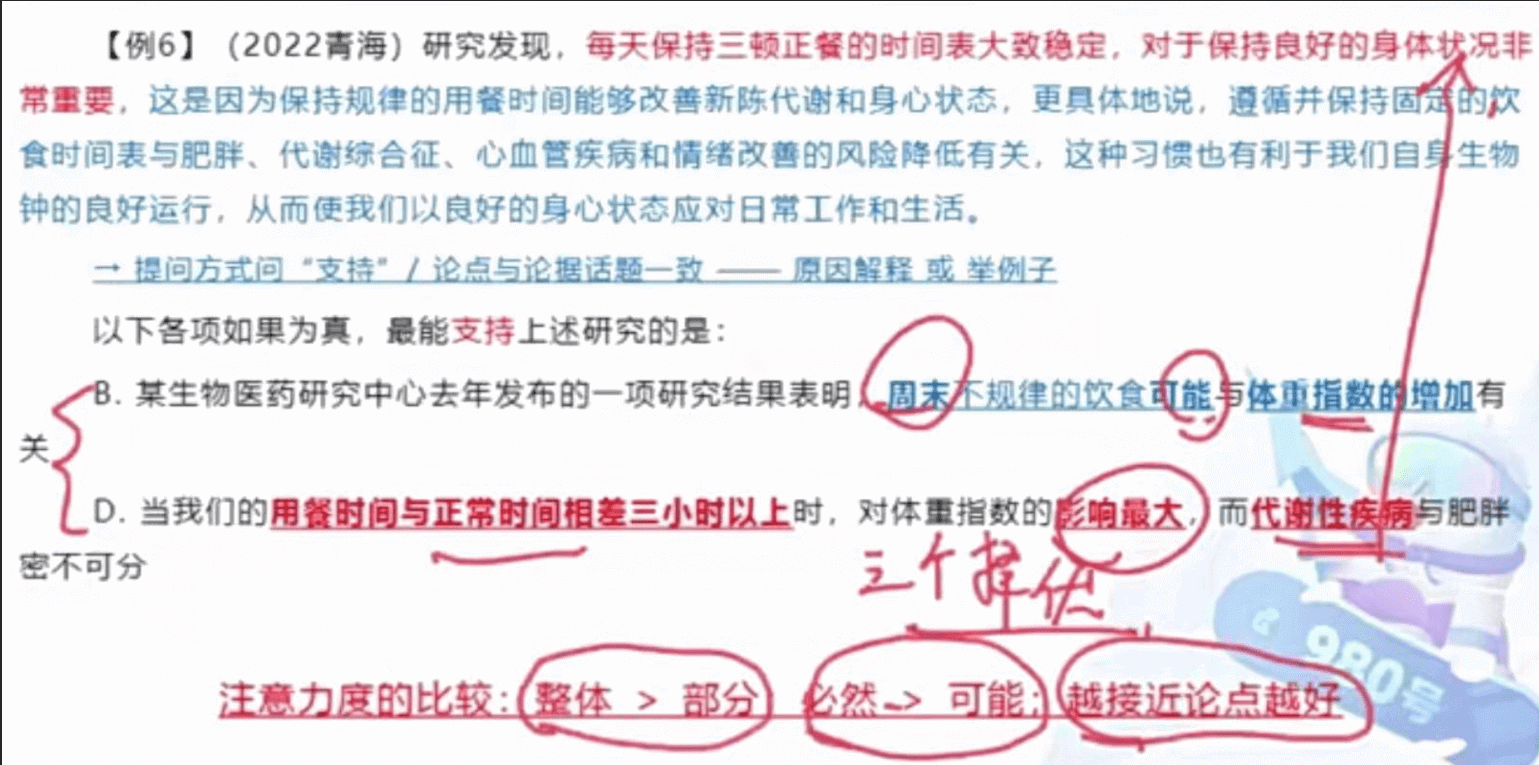 【例6】（2022青海）研究发现，每天保持三顿正餐的时间表大致稳定，对于保持良好的身体状况非
常重要，这是因为保持规律的用餐时间能够改善新陈代谢和身心状态，更具体地说，遵循并保持固定的饮
食时间表与肥胖、代谢综合征、心血管疾病和情绪改善的风险降低有关，这种习惯也有利于我们自身生物
钟的良好运行，从而使我们以良好的身心状态应对日常工作和生活。
→ 提问方式问“支持”/ 论点与论据话题一致 —— 原因解释 或 举例子
以下各项如果为真，最能支持上述研究的是：
B. 某生物医药研究中心去年发布的一项研究结果表明，周末不规律的饮食可能与体重指数的增加有
关
D. 当我们的用餐时间与正常时间相差三小时以上时，对体重指数的影响最大，而代谢性疾病与肥胖
密不可分
三个择优
注意力度的比较：整体 > 部分 必然 -> 可能；越接近论点越好
980号